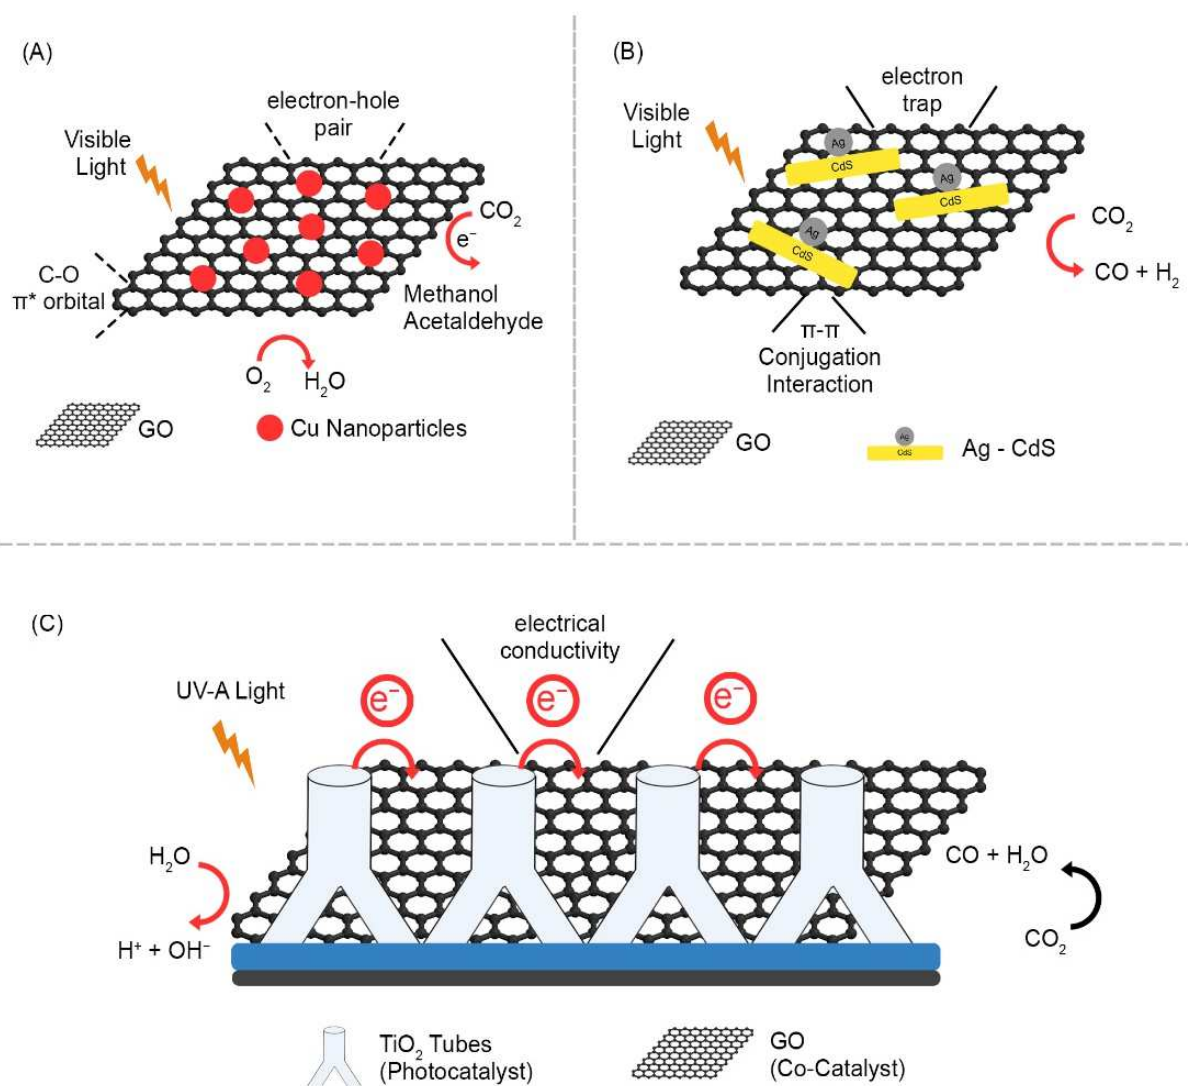 (A)
electron-hole
pair
Visible
Light
CO₂
e⁻
C-O
π* orbital
Methanol
Acetaldehyde
O₂
H₂O
GO
Cu Nanoparticles
(B)
electron
trap
Visible
Light
Ag
CdS
Ag
CdS
Ag
CdS
CO₂
CO + H₂
π-π
Conjugation
Interaction
GO
Ag
CdS
Ag - CdS
(C)
electrical
conductivity
UV-A Light
e⁻
e⁻
e⁻
H₂O
H⁺ + OH⁻
CO + H₂O
CO₂
TiO₂ Tubes
(Photocatalyst)
GO
(Co-Catalyst)